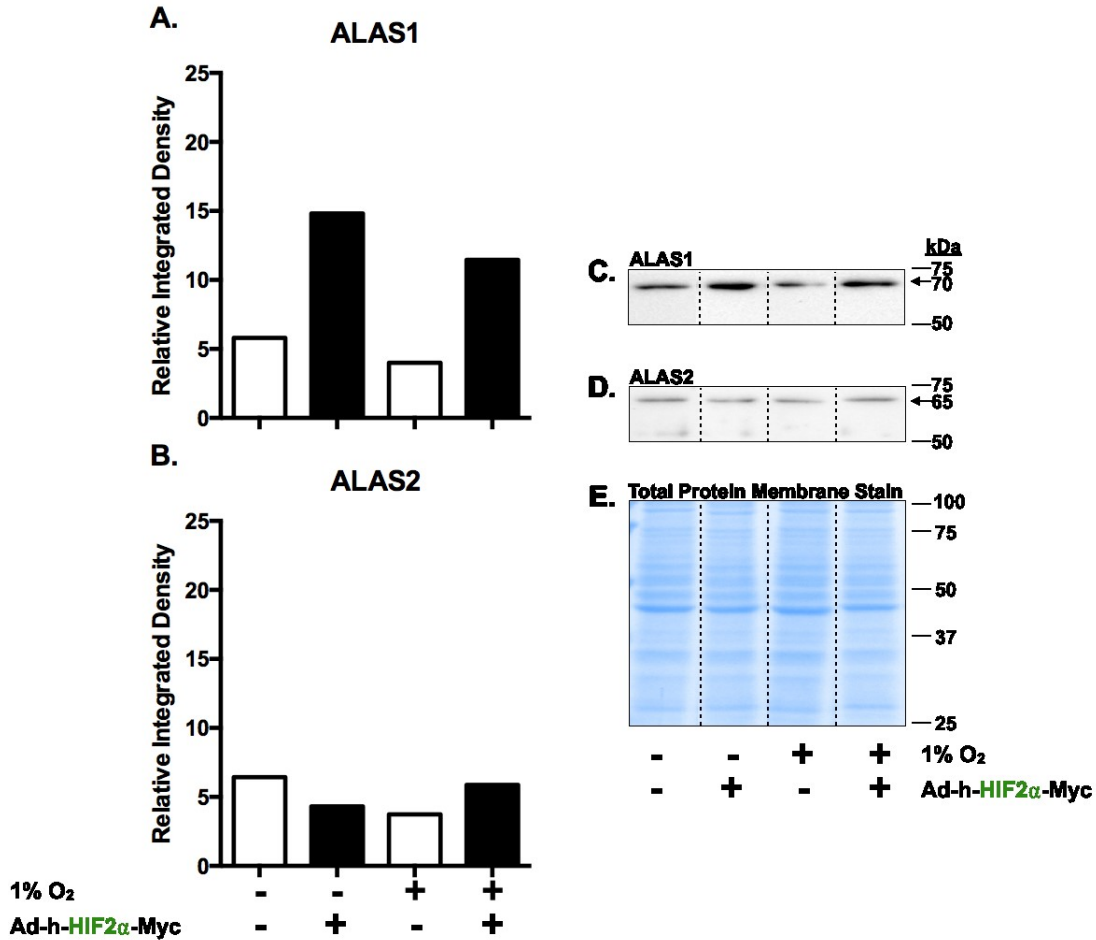 A.
ALAS1
Relative Integrated Density
25
20
15
10
5
0
B.
ALAS2
Relative Integrated Density
25
20
15
10
5
0
1% O₂ - - + +
Ad-h-HIF2α-Myc - + - +
kDa
C. ALAS1
75
70
50
D. ALAS2
75
65
50
E. Total Protein Membrane Stain
100
75
50
37
25
- - + + 1% O₂
- + - + Ad-h-HIF2α-Myc